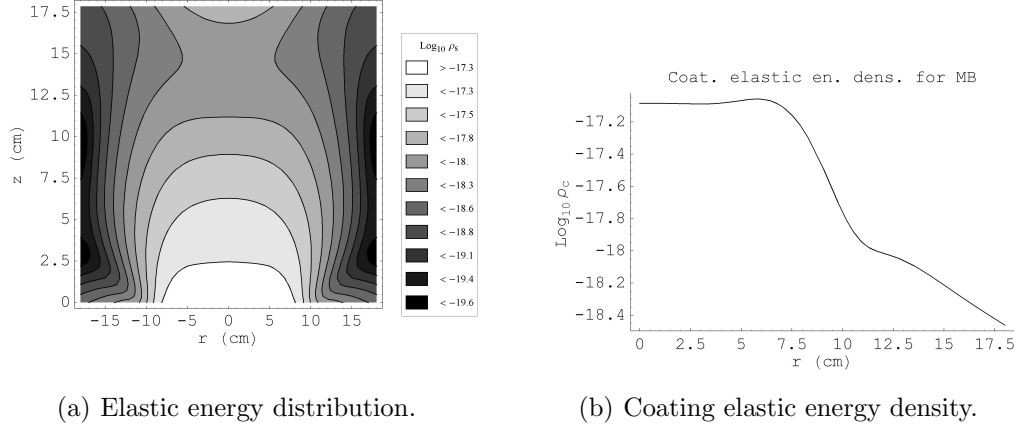 17.5
15
12.5
10
7.5
5
2.5
0
z (cm)
-15 -10 -5 0 5 10 15
r (cm)
Log10 ρs
> −17.3
< −17.3
< −17.5
< −17.8
< −18.
< −18.3
< −18.6
< −18.8
< −19.1
< −19.4
< −19.6
(a) Elastic energy distribution.
Coat. elastic en. dens. for MB
-17.2
-17.4
-17.6
-17.8
-18
-18.2
-18.4
Log10 ρc
0 2.5 5 7.5 10 12.5 15 17.5
r (cm)
(b) Coating elastic energy density.